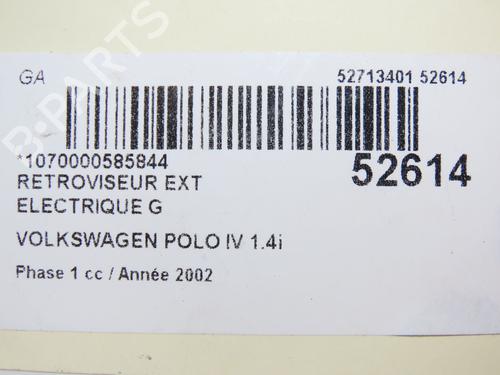 GA
52713401 52614
*1070000585844
52614
RETROVISEUR EXT
ELECTRIQUE G
VOLKSWAGEN POLO IV 1.4i
Phase 1 cc / Année 2002
B-PARTS